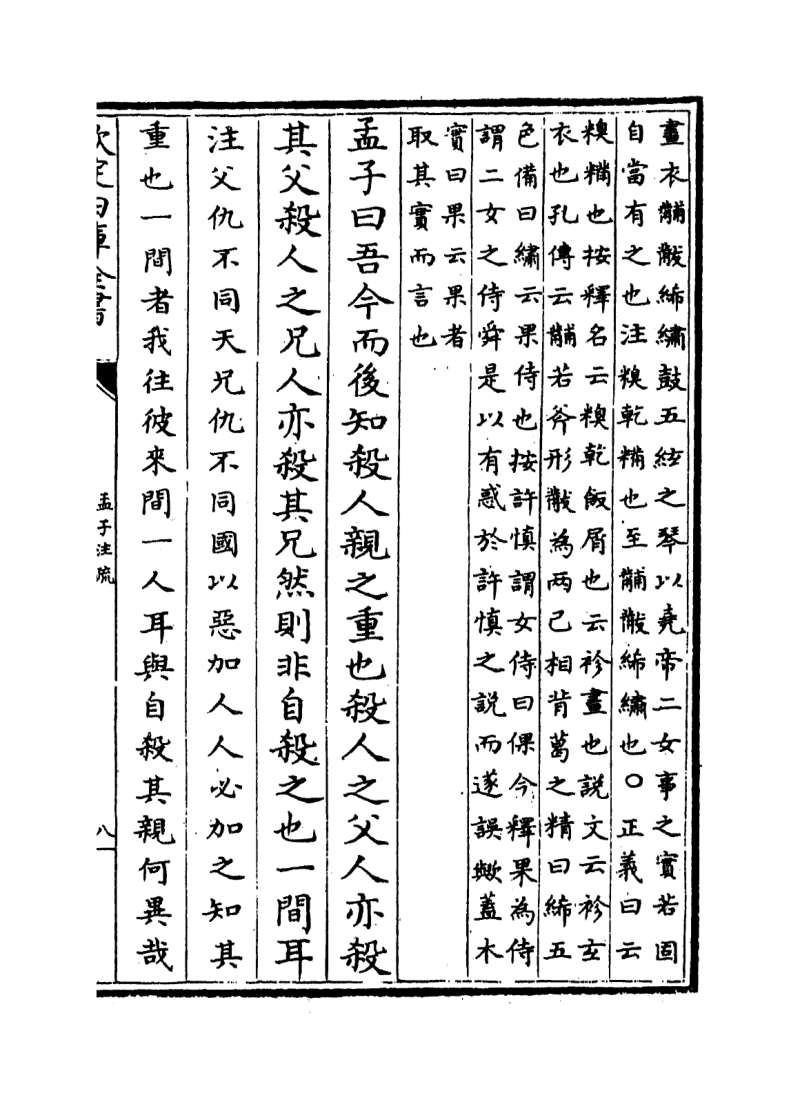 畫衣黼黻絺繡鼓五絃之琴以堯帝二女事之實若固
自當有之也注糗乾糒也至黼黻絺繡也○正義曰云
糗糒也按釋名云糗乾飯屑也云袗畫也說文云袗玄
衣也孔傳云黼若斧形黻為兩己相背葛之精曰絺五
色備曰繡云果侍也按許慎謂女侍曰倮今釋果為侍
謂二女之侍舜是以有惑於許慎之說而遂誤歟蓋木
實曰果云果者
取其實而言也
孟子曰吾今而後知殺人親之重也殺人之父人亦殺
其父殺人之兄人亦殺其兄然則非自殺之也一間耳
注父仇不同天兄仇不同國以惡加人人必加之知其
重也一間者我往彼來間一人耳與自殺其親何異哉
欽定四庫全書
孟子注疏
八